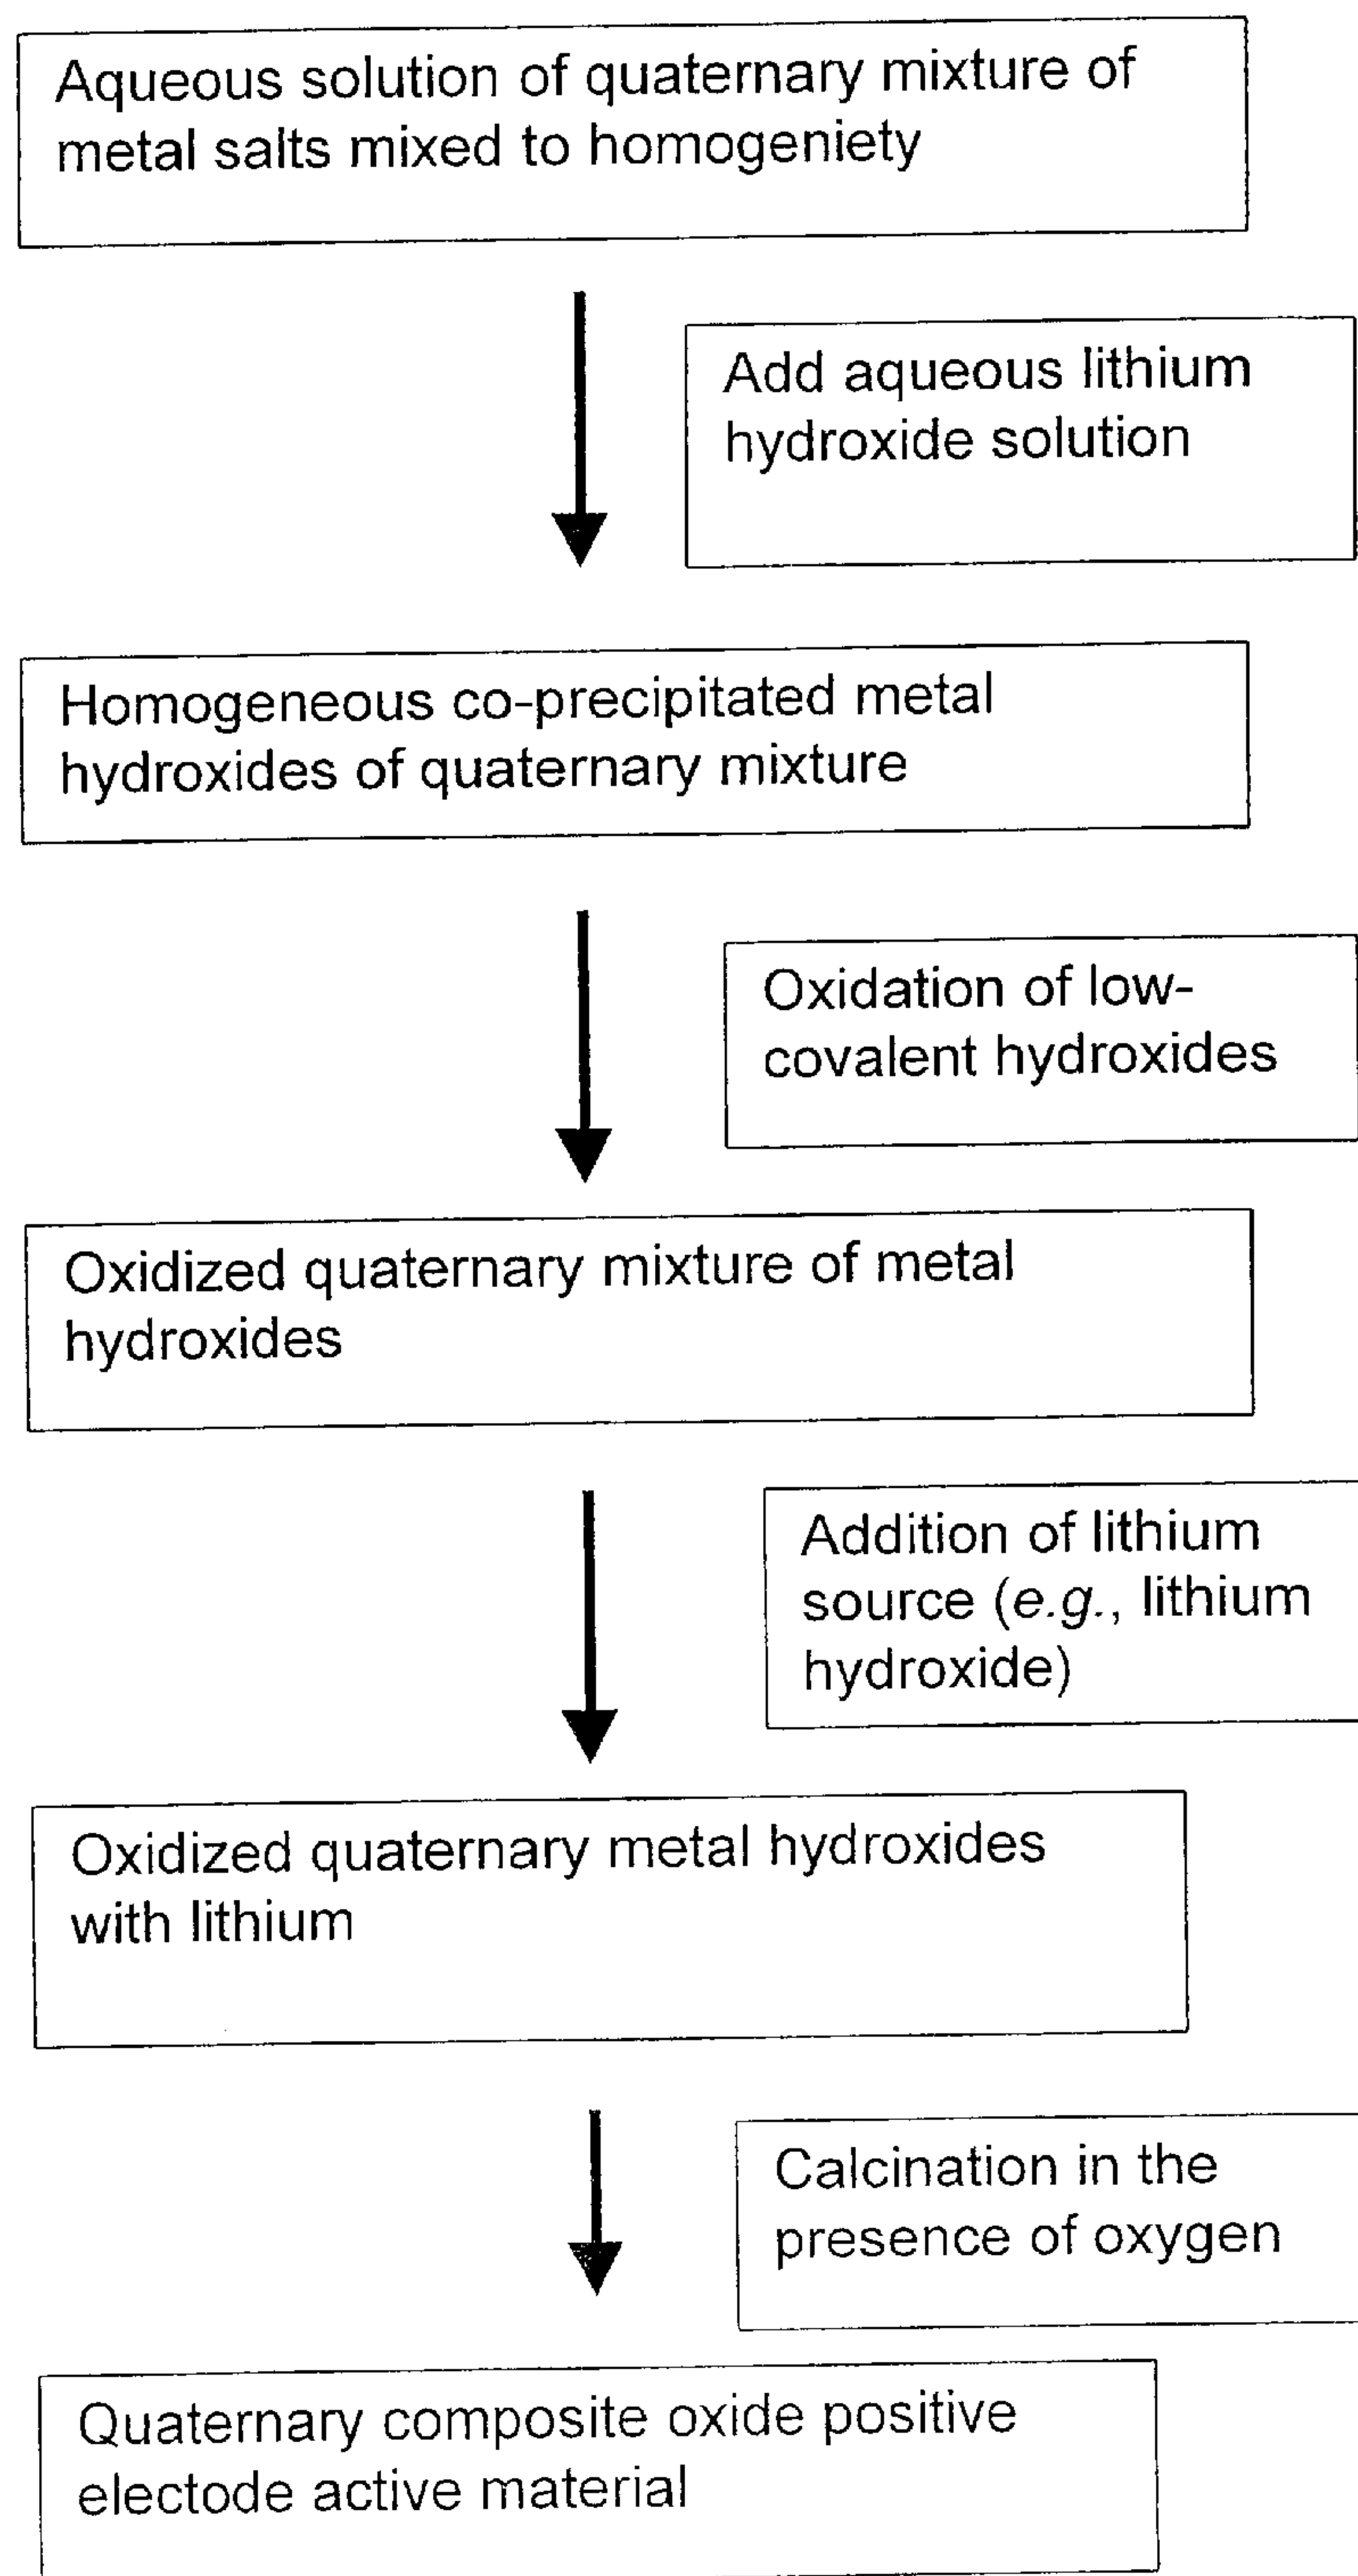 Aqueous solution of quaternary mixture of
metal salts mixed to homogeniety
Add aqueous lithium
hydroxide solution
Homogeneous co-precipitated metal
hydroxides of quaternary mixture
Oxidation of low-
covalent hydroxides
Oxidized quaternary mixture of metal
hydroxides
Addition of lithium
source (e.g., lithium
hydroxide)
Oxidized quaternary metal hydroxides
with lithium
Calcination in the
presence of oxygen
Quaternary composite oxide positive
electode active material